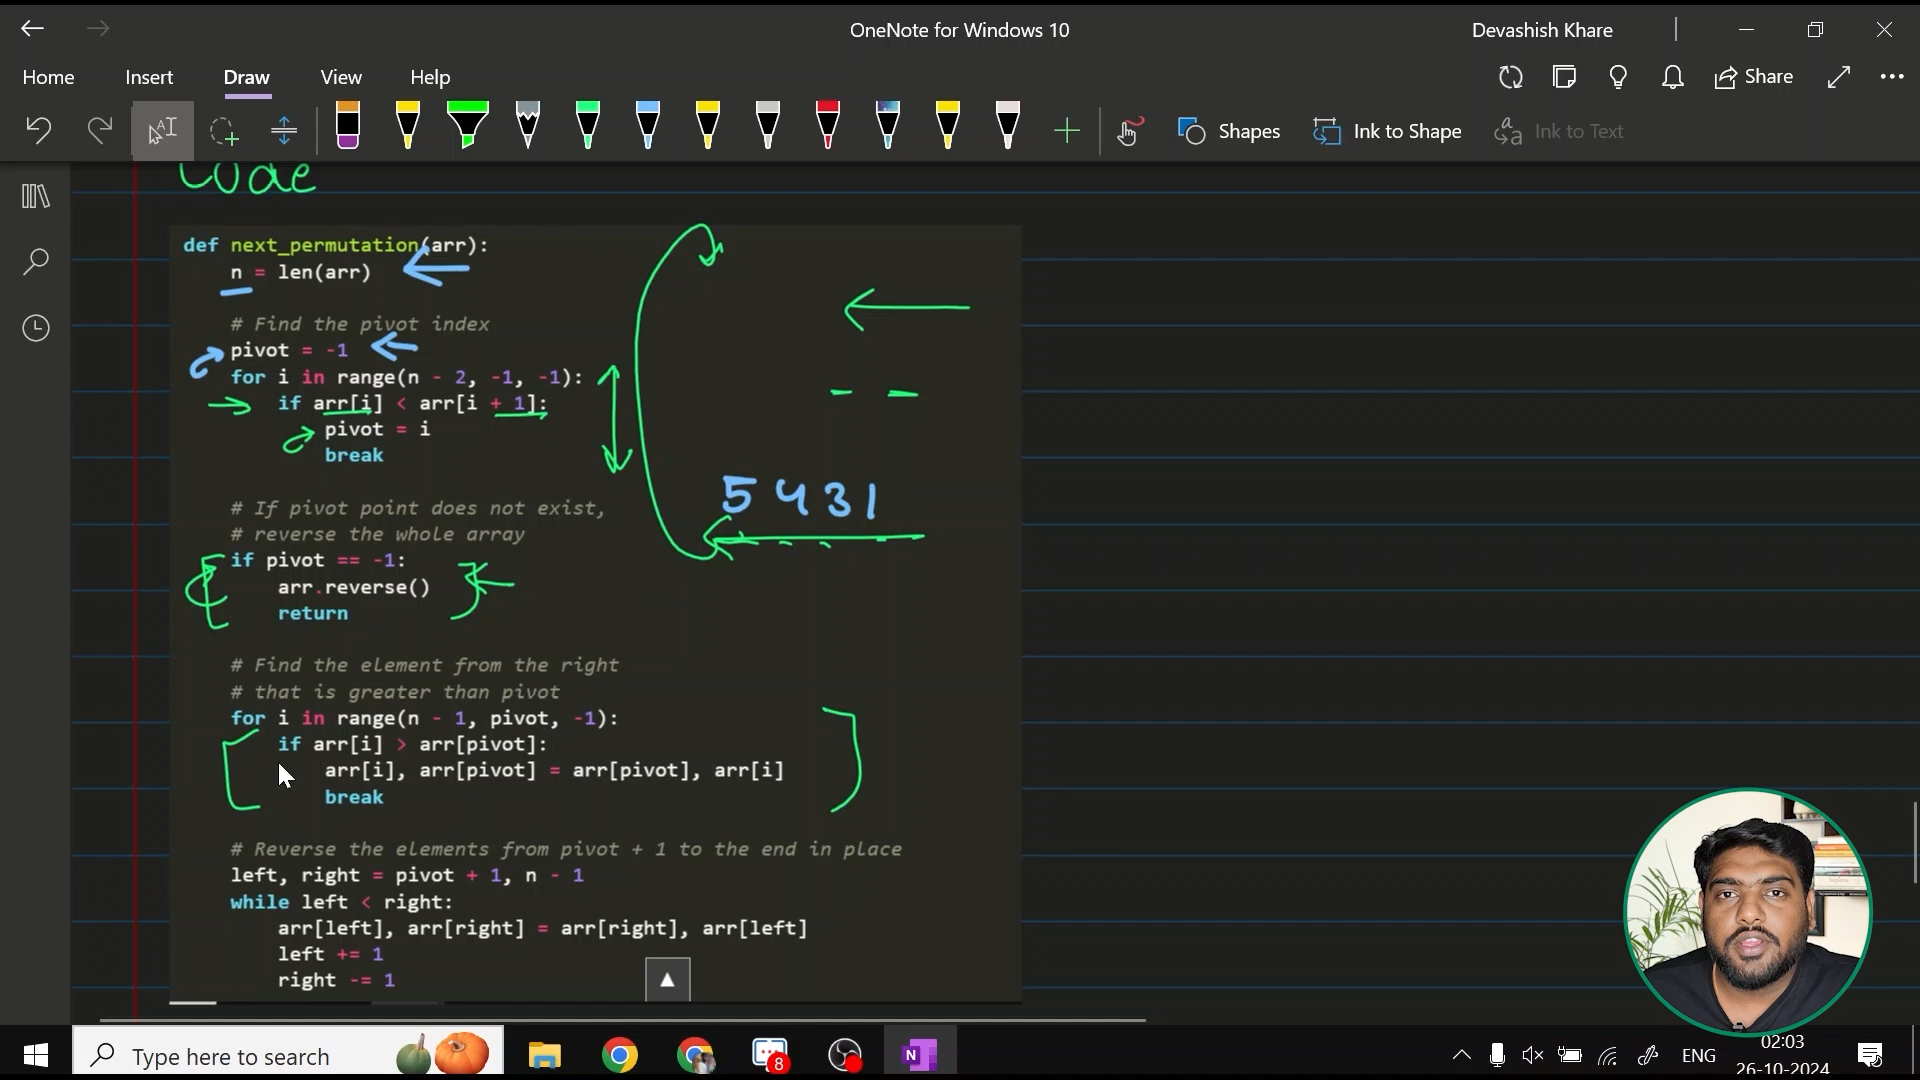 OneNote for Windows 10
Devashish Khare
Home Insert Draw View Help
Share
Shapes
Ink to Shape
Ink to Text
Code
def next_permutation(arr):
n = len(arr)
# Find the pivot index
pivot = -1
for i in range(n - 2, -1, -1):
if arr[i] < arr[i + 1]:
pivot = i
break
# If pivot point does not exist,
# reverse the whole array
if pivot == -1:
arr.reverse()
return
# Find the element from the right
# that is greater than pivot
for i in range(n - 1, pivot, -1):
if arr[i] > arr[pivot]:
arr[i], arr[pivot] = arr[pivot], arr[i]
break
# Reverse the elements from pivot + 1 to the end in place
left, right = pivot + 1, n - 1
while left < right:
arr[left], arr[right] = arr[right], arr[left]
left += 1
right -= 1
5 4 3 1
Type here to search
8
N
ENG
02:03
26-10-2024